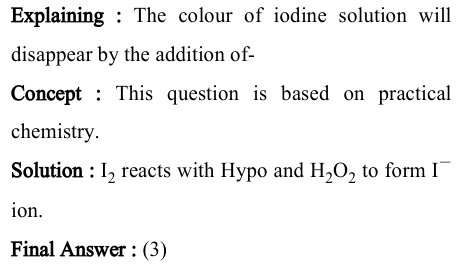 Explaining : The colour of iodine solution will
disappear by the addition of-
Concept : This question is based on practical
chemistry.
Solution : I₂ reacts with Hypo and H₂O₂ to form I⁻
ion.
Final Answer : (3)